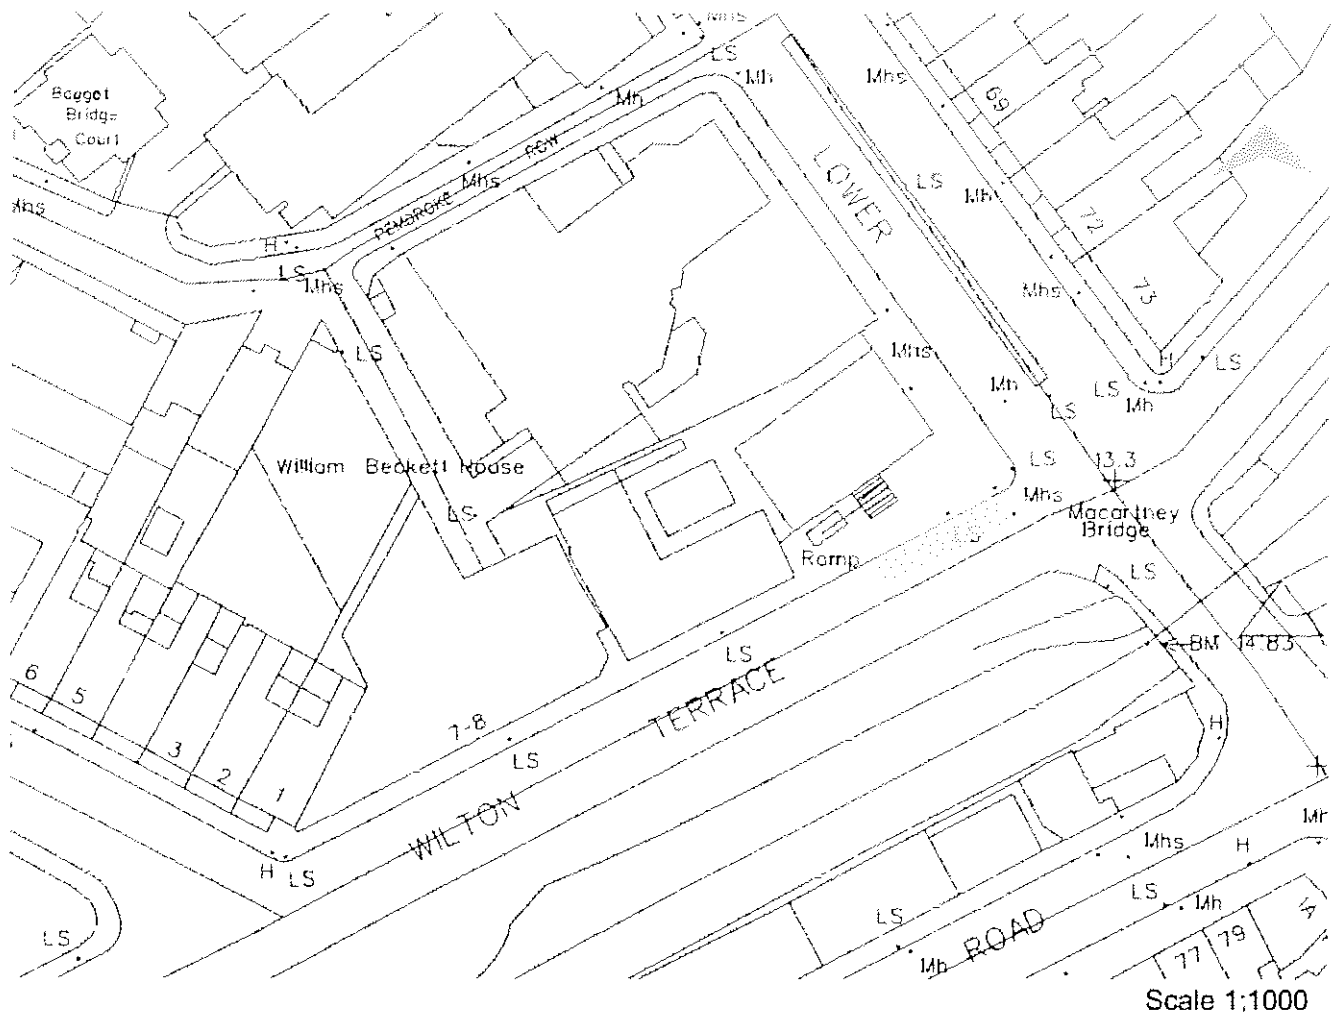 Mhs
LS
Mh
Mhs
69
Baggot
Bridge
Court
Mh
ROW
LOWER
LS
Mh
Mhs
Mhs
PEMBROKE
72
H
LS
Mhs
Mhs
73
LS
Mhs
H
LS
Mh
LS
Mh
LS
William Beckett House
LS
13.3
Mhs
LS
Macartney
Bridge
LS
Ramp
LS
BM 14.83
LS
6
5
TERRACE
7-8
H
3
LS
2
1
WILTON
Mh
Mhs
H
H
LS
LS
Mh
LS
ROAD
LS
79
77
Mh
Scale 1;1000